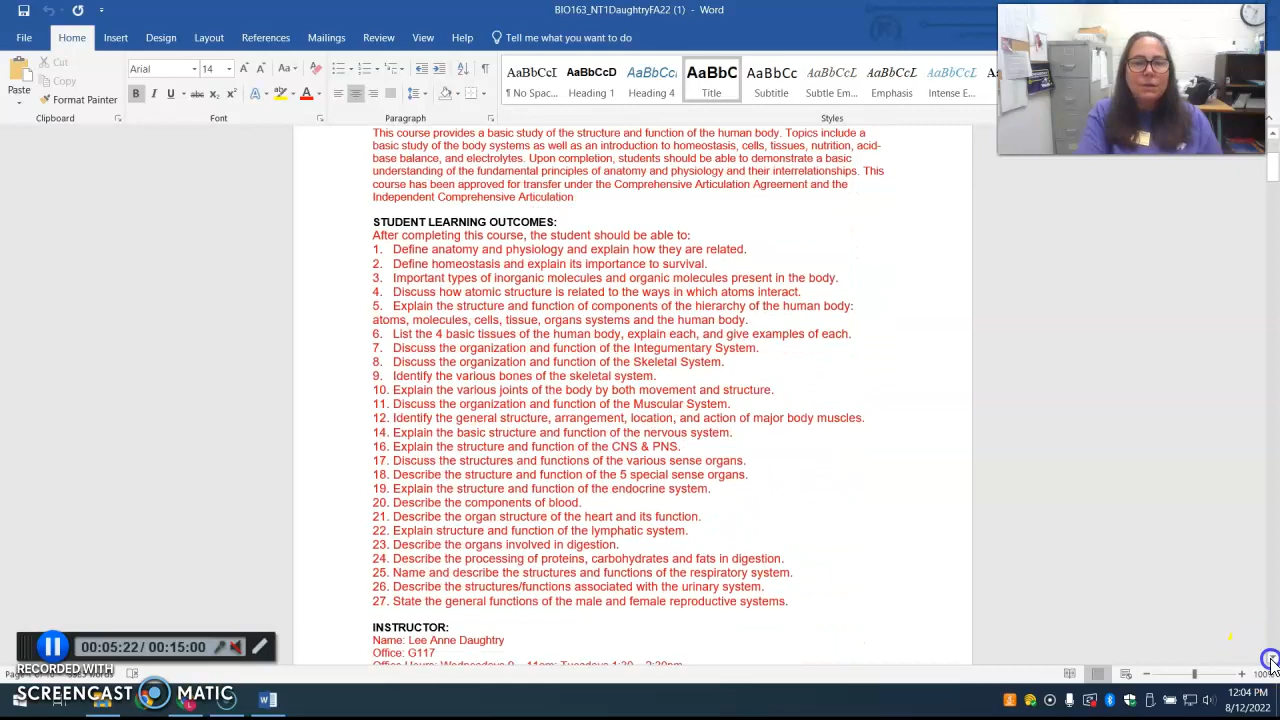 BIO163_NT1DaughtryFA22 (1) - Word
File Home Insert Design Layout References Mailings Review View Help Tell me what you want to do
Paste
Cut
Copy
Format Painter
Clipboard
Arial 14
Font
Paragraph
AaBbCcI AaBbCcD AaBbCcI AaBbC AaBbCc AaBbCcL AaBbCcL AaBbCcL
¶ No Spac... Heading 1 Heading 4 Title Subtitle Subtle Em... Emphasis Intense E...
Styles
This course provides a basic study of the structure and function of the human body. Topics include a
basic study of the body systems as well as an introduction to homeostasis, cells, tissues, nutrition, acid-
base balance, and electrolytes. Upon completion, students should be able to demonstrate a basic
understanding of the fundamental principles of anatomy and physiology and their interrelationships. This
course has been approved for transfer under the Comprehensive Articulation Agreement and the
Independent Comprehensive Articulation
STUDENT LEARNING OUTCOMES:
After completing this course, the student should be able to:
1. Define anatomy and physiology and explain how they are related.
2. Define homeostasis and explain its importance to survival.
3. Important types of inorganic molecules and organic molecules present in the body.
4. Discuss how atomic structure is related to the ways in which atoms interact.
5. Explain the structure and function of components of the hierarchy of the human body:
atoms, molecules, cells, tissue, organs systems and the human body.
6. List the 4 basic tissues of the human body, explain each, and give examples of each.
7. Discuss the organization and function of the Integumentary System.
8. Discuss the organization and function of the Skeletal System.
9. Identify the various bones of the skeletal system.
10. Explain the various joints of the body by both movement and structure.
11. Discuss the organization and function of the Muscular System.
12. Identify the general structure, arrangement, location, and action of major body muscles.
14. Explain the basic structure and function of the nervous system.
16. Explain the structure and function of the CNS & PNS.
17. Discuss the structures and functions of the various sense organs.
18. Describe the structure and function of the 5 special sense organs.
19. Explain the structure and function of the endocrine system.
20. Describe the components of blood.
21. Describe the organ structure of the heart and its function.
22. Explain structure and function of the lymphatic system.
23. Describe the organs involved in digestion.
24. Describe the processing of proteins, carbohydrates and fats in digestion.
25. Name and describe the structures and functions of the respiratory system.
26. Describe the structures/functions associated with the urinary system.
27. State the general functions of the male and female reproductive systems.
INSTRUCTOR:
Name: Lee Anne Daughtry
Office: G117
Office Hours: Wednesdays 9 – 11am; Tuesdays 1:30 – 2:30pm
00:05:22 / 00:15:00
RECORDED WITH
SCREENCAST MATIC
100%
12:04 PM
8/12/2022